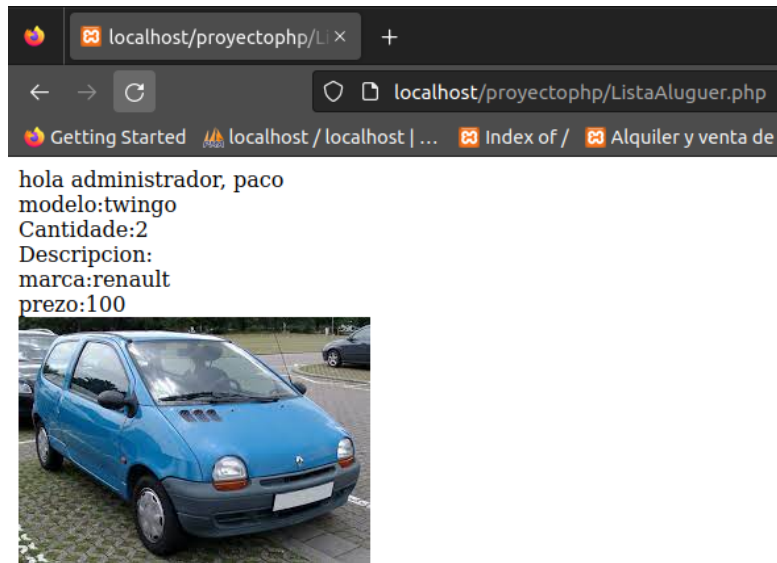 localhost/proyectophp/Li
localhost/proyectophp/ListaAluguer.php
Getting Started localhost / localhost | … Index of / Alquiler y venta de
hola administrador, paco
modelo:twingo
Cantidade:2
Descripcion:
marca:renault
prezo:100